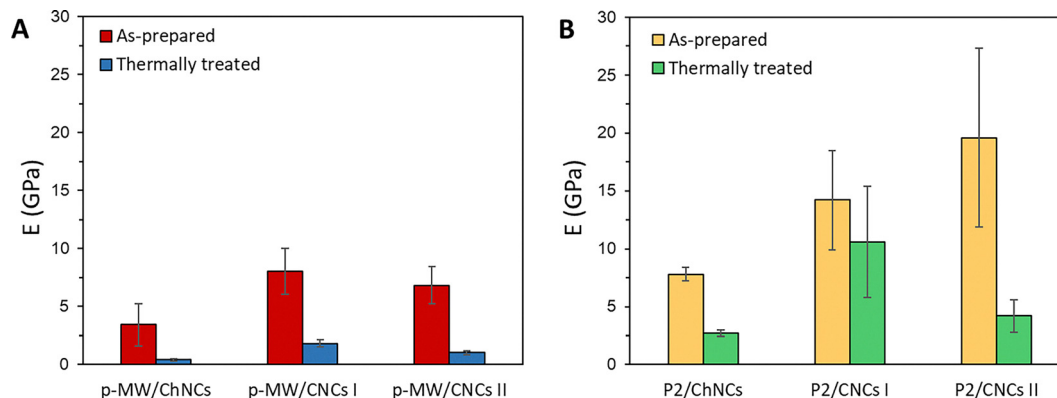 A
As-prepared
Thermally treated
E (GPa)
30
25
20
15
10
5
0
p-MW/ChNCs
p-MW/CNCs I
p-MW/CNCs II
B
As-prepared
Thermally treated
E (GPa)
30
25
20
15
10
5
0
P2/ChNCs
P2/CNCs I
P2/CNCs II